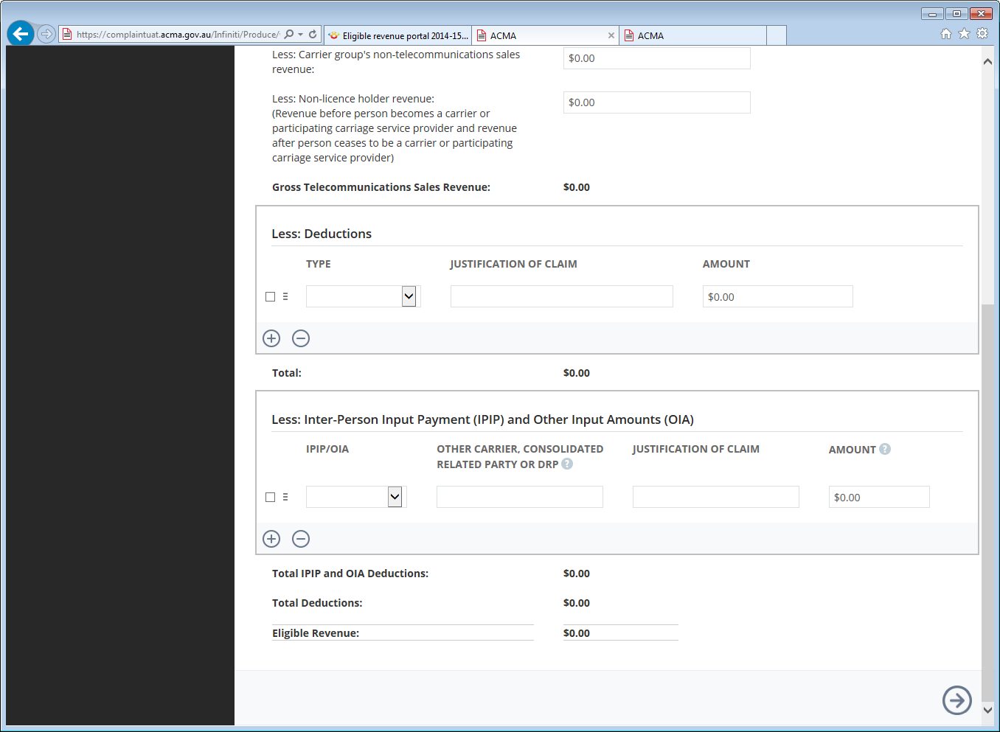 https://complaintuat.acma.gov.au/Infiniti/Produce/
Eligible revenue portal 2014-15...
ACMA
ACMA
Less: Carrier group's non-telecommunications sales
revenue:
$0.00
Less: Non-licence holder revenue:
(Revenue before person becomes a carrier or
participating carriage service provider and revenue
after person ceases to be a carrier or participating
carriage service provider)
$0.00
Gross Telecommunications Sales Revenue: $0.00
Less: Deductions
TYPE JUSTIFICATION OF CLAIM AMOUNT
$0.00
Total: $0.00
Less: Inter-Person Input Payment (IPIP) and Other Input Amounts (OIA)
IPIP/OIA OTHER CARRIER, CONSOLIDATED JUSTIFICATION OF CLAIM AMOUNT ?
RELATED PARTY OR DRP ?
$0.00
Total IPIP and OIA Deductions: $0.00
Total Deductions: $0.00
Eligible Revenue: $0.00